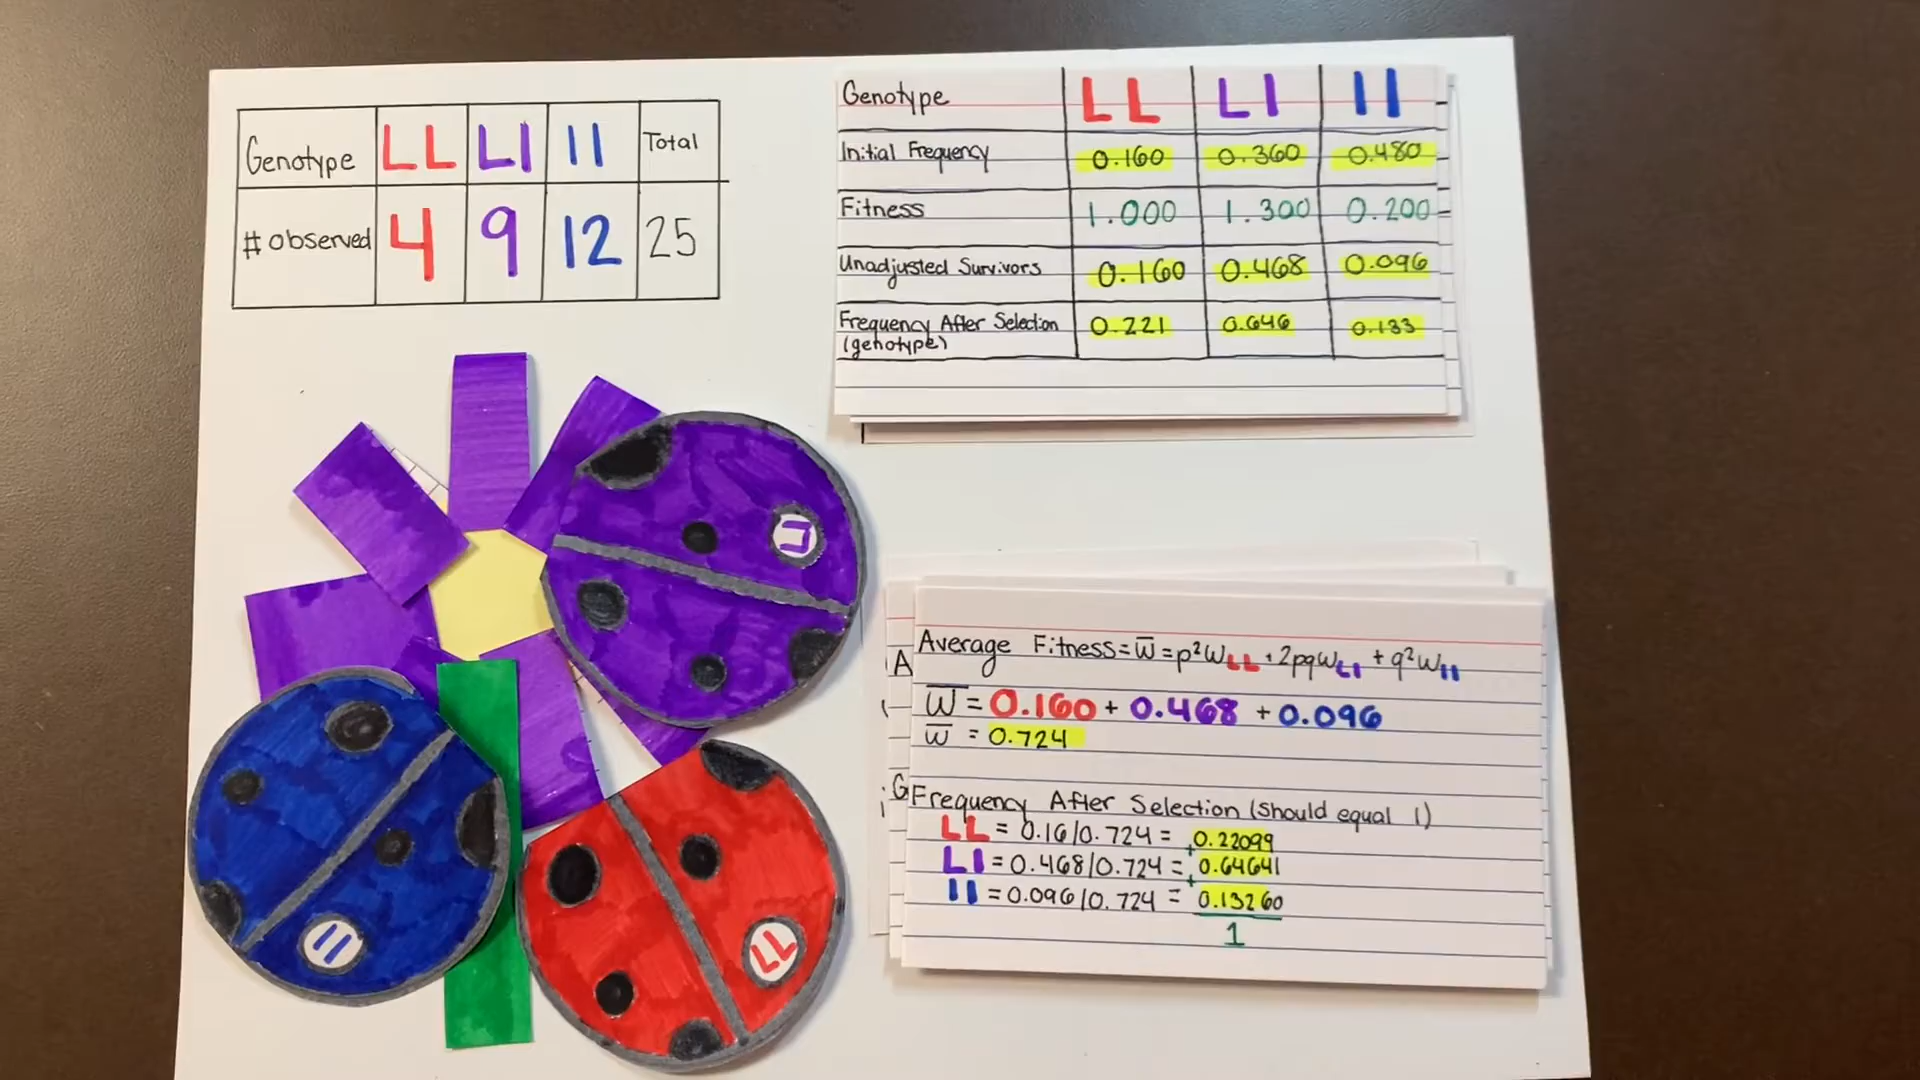 Genotype LL Ll ll Total
# observed 4 9 12 25
Genotype LL Ll ll
Initial Frequency 0.160 0.360 0.480
Fitness 1.000 1.300 0.200
Unadjusted Survivors 0.160 0.468 0.096
Frequency After Selection 0.221 0.646 0.133
(genotype)
Ll
ll
LL
A
G
Average Fitness = w̅ = p²wLL + 2pqwLl + q²wll
W̅ = 0.160 + 0.468 + 0.096
w̅ = 0.724
Frequency After Selection (should equal 1)
LL = 0.16/0.724 = 0.22099
Ll = 0.468/0.724 = + 0.64641
ll = 0.096/0.724 = + 0.13260
1